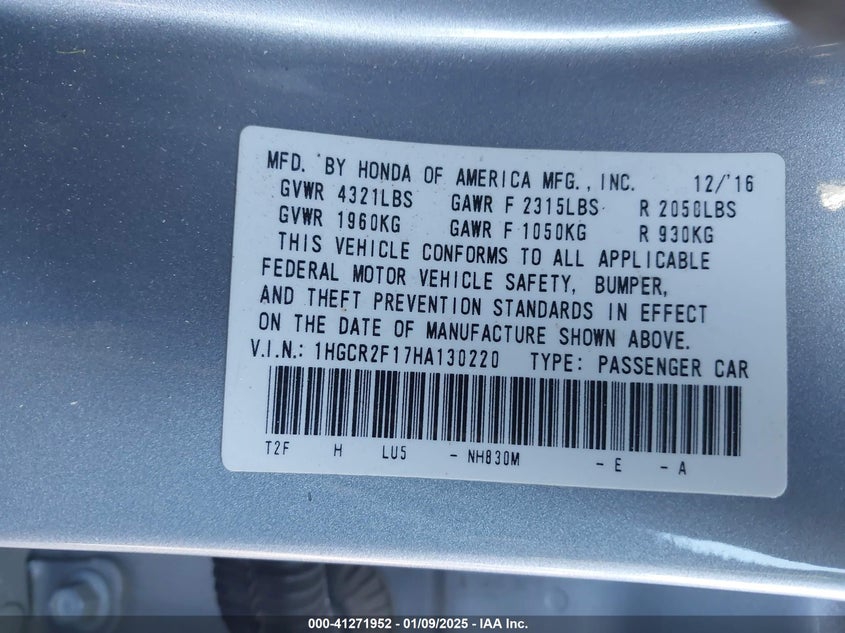 MFD. BY HONDA OF AMERICA MFG., INC. 12/'16
GVWR 4321LBS GAWR F 2315LBS R 2050LBS
GVWR 1960KG GAWR F 1050KG R 930KG
THIS VEHICLE CONFORMS TO ALL APPLICABLE
FEDERAL MOTOR VEHICLE SAFETY, BUMPER,
AND THEFT PREVENTION STANDARDS IN EFFECT
ON THE DATE OF MANUFACTURE SHOWN ABOVE.
V.I.N.: 1HGCR2F17HA130220 TYPE: PASSENGER CAR
T2F H LU5 - NH830M - E - A
000-41271952 - 01/09/2025 - IAA Inc.